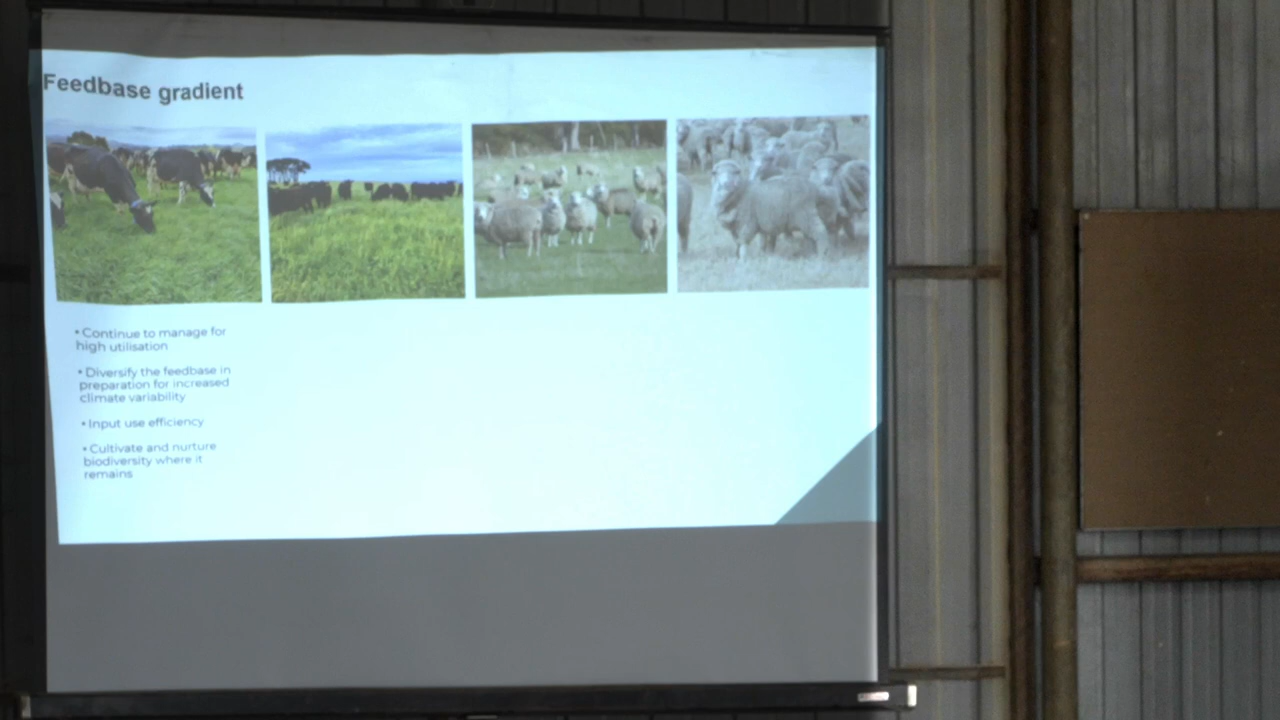 Feedbase gradient
• Continue to manage for
high utilisation
• Diversify the feedbase in
preparation for increased
climate variability
• Input use efficiency
• Cultivate and nurture
biodiversity where it
remains